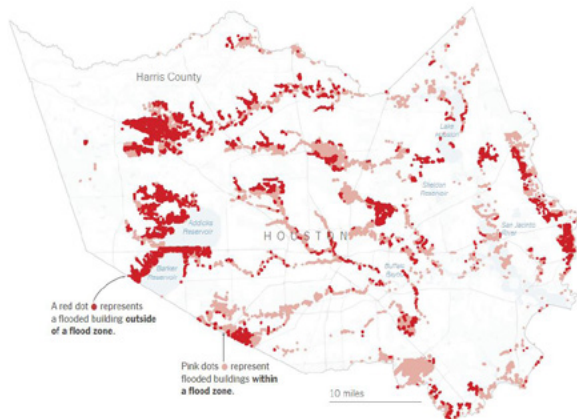 Harris County
Lake
Houston
Sheldon
Reservoir
Addicks
Reservoir
San Jacinto
River
HOUSTON
Barker
Reservoir
Buffalo
Bayou
A red dot represents
a flooded building outside
of a flood zone.
Pink dots represent
flooded buildings within
a flood zone.
10 miles